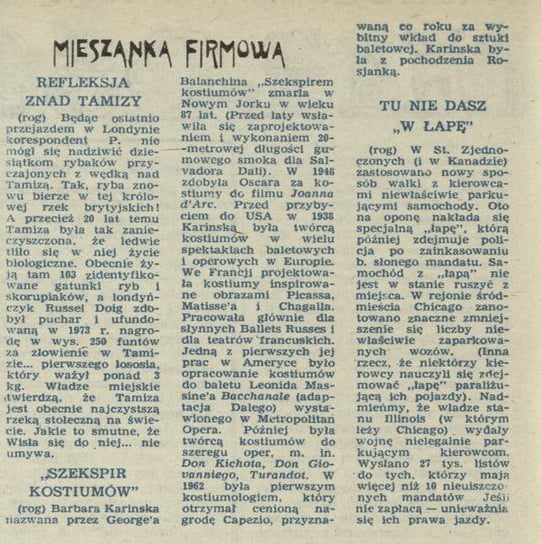 MIESZANKA FIRMOWA
REFLEKSJA
ZNAD TAMIZY
(rog) Będąc ostatnio
przejazdem w Londynie
korespondent P. nie
mógł się nadziwić dzie-
siątkom rybaków przy-
czajonych z wędką nad
Tamizą. Tak, ryba zno-
wu bierze w tej królo-
wej rzek brytyjskich!
A przecież 20 lat temu
Tamiza była tak zanie-
czyszczona, że ledwie
tliło się w niej życie
biologiczne. Obecnie ży-
ją tam 103 zidentyfiko-
wane gatunki ryb i
skorupiaków, a londyń-
czyk Russel Doig zdo-
był puchar i ufundo-
waną w 1973 r. nagro-
dę w wys. 250 funtów
za złowienie w Tami-
zie... pierwszego łososia,
który ważył ponad 3
kg. Władze miejskie
twierdzą, że Tamiza
jest obecnie najczystszą
rzeką stołeczną na świe-
cie. Jakie to smutne, że
Wisła się do niej... nie
umywa.
„SZEKSPIR
KOSTIUMÓW”
(rog) Barbara Karinska
nazwana przez George'a
Balanchina „Szekspirem
kostiumów” zmarła w
Nowym Jorku w wieku
87 lat. (Przed laty wsła-
wiła się zaprojektowa-
niem i wykonaniem 20-
-metrowej długości gu-
mowego smoka dla Sal-
vadora Dali). W 1946
zdobyła Oscara za ko-
stiumy do filmu Joanna
d'Arc. Przed przyby-
ciem do USA w 1938
Karinska była twórcą
kostiumów w wielu
spektaklach baletowych
i operowych w Europie.
We Francji projektowa-
ła kostiumy inspirowa-
ne obrazami Picassa,
Matisse'a i Chagalla.
Pracowała głównie dla
słynnych Ballets Russes i
dla teatrów francuskich.
Jedną z pierwszych jej
prac w Ameryce było
opracowanie kostiumów
do baletu Leonida Mas-
sine'a Bacchanale (adap-
tacja Dalego) wysta-
wionego w Metropolitan
Opera. Później była
twórcą kostiumów do
szeregu oper, m. in.
Don Kichota, Don Gio-
vanniego, Turandot. W
1962 była pierwszym
kostiumologiem, który
otrzymał cenioną na-
grodę Capezio, przyzna-
waną co roku za wy-
bitny wkład do sztuki
baletowej. Karinska by-
ła z pochodzenia Ro-
sjanką.
TU NIE DASZ
„W ŁAPĘ”
(rog) W St. Zjedno-
czonych (i w Kanadzie)
zastosowano nowy spo-
sób walki z kierowca-
mi niewłaściwie parku-
jącymi samochody. Oto
na oponę nakłada się
specjalną „łapę”, którą
później zdejmuje poli-
cja po zainkasowaniu
b. słonego mandatu. Sa-
mochód z „łapą” nie
jest w stanie ruszyć z
miejsca. W rejonie śród-
mieścia Chicago zano-
towano znaczne zmniej-
szenie się liczby nie-
właściwie zaparkowa-
nych wozów. (Inna
rzecz, że niektórzy kie-
rowcy nauczyli się zdej-
mować „łapę” paraliżu-
jącą ich pojazdy). Nad-
mieńmy, że władze sta-
nu Illinois (w którym
leży Chicago) wydały
wojnę nielegalnie par-
kującym kierowcom.
Wysłano 27 tys. listów
do tych, którzy mają
więcej niż 10 nieuiszczo-
nych mandatów Jeśli
nie zapłacą — unieważnia
się ich prawa jazdy.